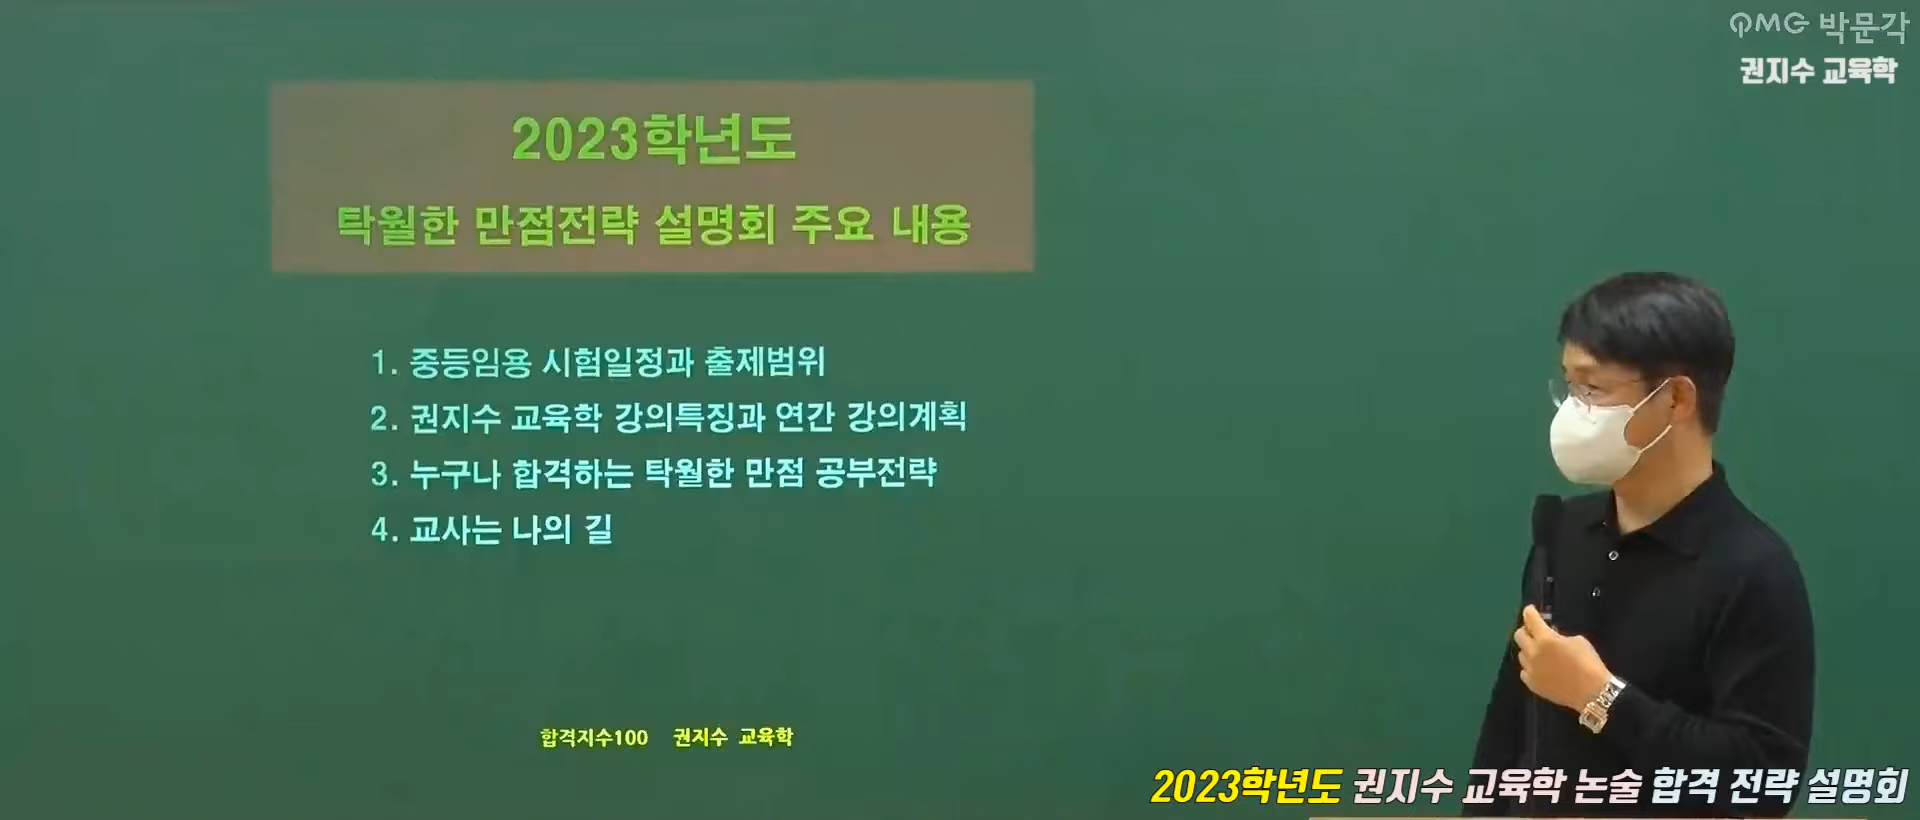 PMG 박문각
권지수 교육학
2023학년도
탁월한 만점전략 설명회 주요 내용
1. 중등임용 시험일정과 출제범위
2. 권지수 교육학 강의특징과 연간 강의계획
3. 누구나 합격하는 탁월한 만점 공부전략
4. 교사는 나의 길
합격지수100 권지수 교육학
2023학년도 권지수 교육학 논술 합격 전략 설명회